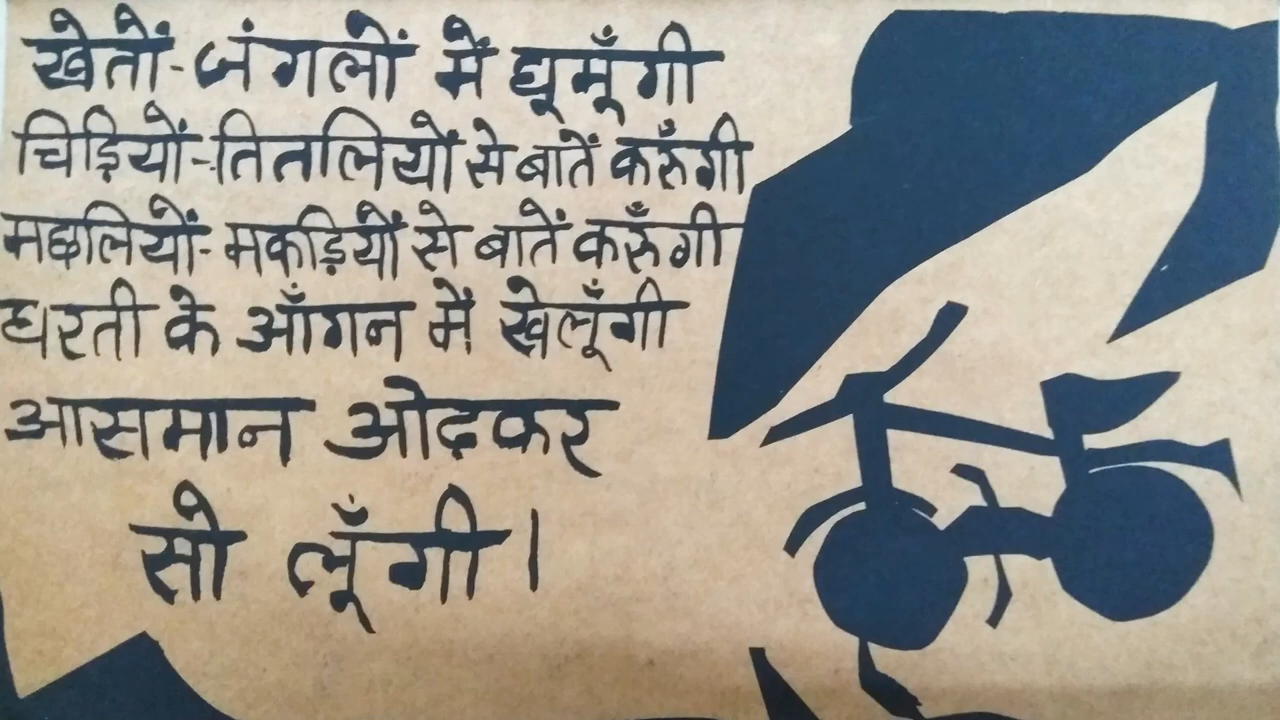 खेतों-जंगलों में घूमूँगी
चिड़ियों-तितलियों से बातें करूँगी
मछलियों-मकड़ियों से बातें करूँगी
धरती के आँगन में खेलूँगी
आसमान ओढ़कर
सो लूँगी।